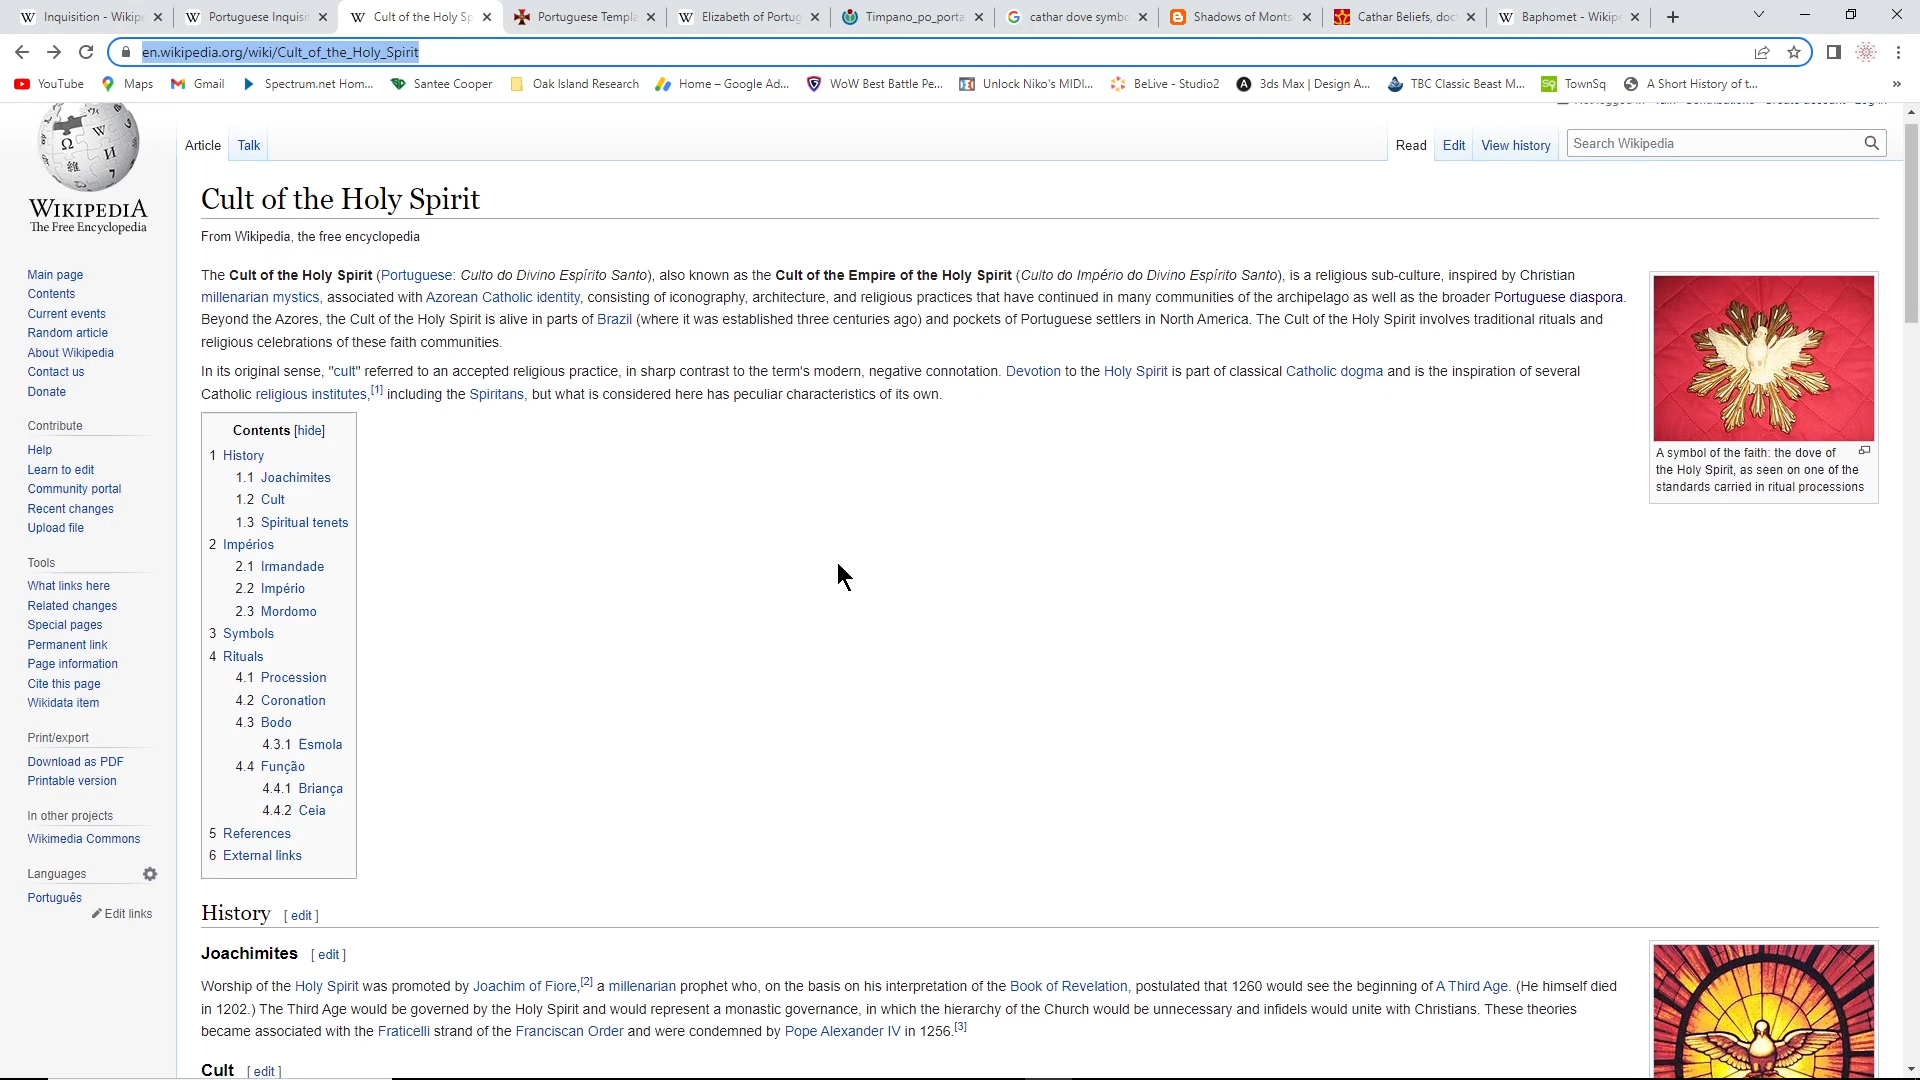 Inquisition - Wikip
Portuguese Inquisi
Cult of the Holy Sp
Portuguese Templa
Elizabeth of Portug
Timpano_po_porta
cathar dove symbo
Shadows of Monts
Cathar Beliefs, doc
Baphomet - Wikip
en.wikipedia.org/wiki/Cult_of_the_Holy_Spirit
YouTube
Maps
Gmail
Spectrum.net Hom...
Santee Cooper
Oak Island Research
Home – Google Ad...
WoW Best Battle Pe...
Unlock Niko's MIDI...
BeLive - Studio2
3ds Max | Design A...
TBC Classic Beast M...
TownSq
A Short History of t...
WIKIPEDIA
The Free Encyclopedia
Main page
Contents
Current events
Random article
About Wikipedia
Contact us
Donate
Contribute
Help
Learn to edit
Community portal
Recent changes
Upload file
Tools
What links here
Related changes
Special pages
Permanent link
Page information
Cite this page
Wikidata item
Print/export
Download as PDF
Printable version
In other projects
Wikimedia Commons
Languages
Português
Edit links
Article Talk
Read Edit View history
Search Wikipedia
Cult of the Holy Spirit
From Wikipedia, the free encyclopedia
The Cult of the Holy Spirit (Portuguese: Culto do Divino Espírito Santo), also known as the Cult of the Empire of the Holy Spirit (Culto do Império do Divino Espírito Santo), is a religious sub-culture, inspired by Christian
millenarian mystics, associated with Azorean Catholic identity, consisting of iconography, architecture, and religious practices that have continued in many communities of the archipelago as well as the broader Portuguese diaspora.
Beyond the Azores, the Cult of the Holy Spirit is alive in parts of Brazil (where it was established three centuries ago) and pockets of Portuguese settlers in North America. The Cult of the Holy Spirit involves traditional rituals and
religious celebrations of these faith communities.
In its original sense, "cult" referred to an accepted religious practice, in sharp contrast to the term's modern, negative connotation. Devotion to the Holy Spirit is part of classical Catholic dogma and is the inspiration of several
Catholic religious institutes,[1] including the Spiritans, but what is considered here has peculiar characteristics of its own.
A symbol of the faith: the dove of
the Holy Spirit, as seen on one of the
standards carried in ritual processions
Contents [hide]
1 History
1.1 Joachimites
1.2 Cult
1.3 Spiritual tenets
2 Impérios
2.1 Irmandade
2.2 Império
2.3 Mordomo
3 Symbols
4 Rituals
4.1 Procession
4.2 Coronation
4.3 Bodo
4.3.1 Esmola
4.4 Função
4.4.1 Briança
4.4.2 Ceia
5 References
6 External links
History [ edit ]
Joachimites [ edit ]
Worship of the Holy Spirit was promoted by Joachim of Fiore,[2] a millenarian prophet who, on the basis on his interpretation of the Book of Revelation, postulated that 1260 would see the beginning of A Third Age. (He himself died
in 1202.) The Third Age would be governed by the Holy Spirit and would represent a monastic governance, in which the hierarchy of the Church would be unnecessary and infidels would unite with Christians. These theories
became associated with the Fraticelli strand of the Franciscan Order and were condemned by Pope Alexander IV in 1256.[3]
Cult [ edit ]